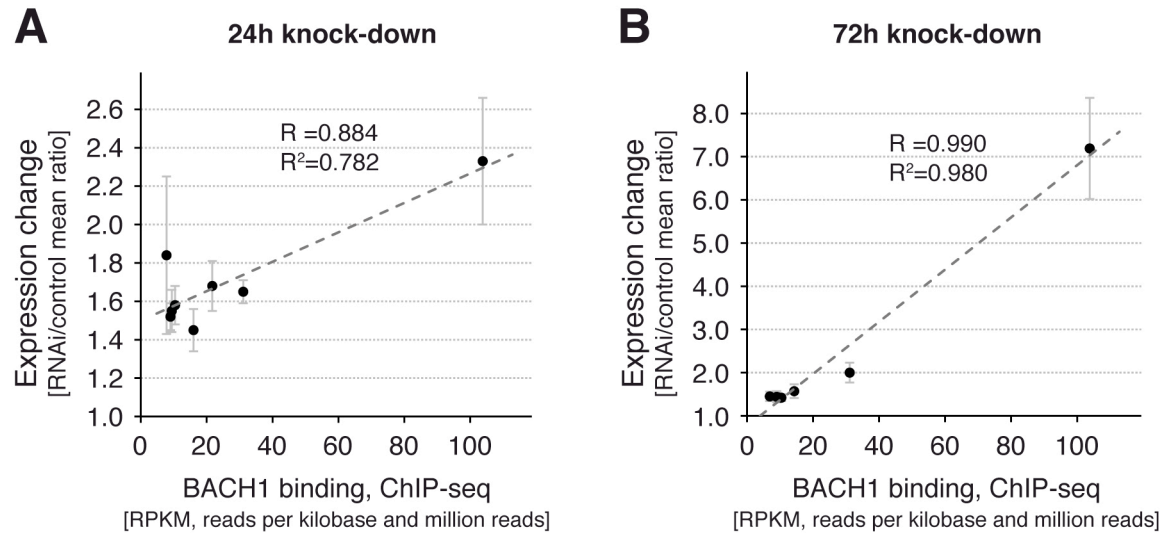 A
24h knock-down
Expression change
[RNAi/control mean ratio]
2.6
2.4
2.2
2.0
1.8
1.6
1.4
1.2
1.0
R =0.884
R²=0.782
0 20 40 60 80 100
BACH1 binding, ChIP-seq
[RPKM, reads per kilobase and million reads]
B
72h knock-down
Expression change
[RNAi/control mean ratio]
8.0
7.0
6.0
5.0
4.0
3.0
2.0
1.0
R =0.990
R²=0.980
0 20 40 60 80 100
BACH1 binding, ChIP-seq
[RPKM, reads per kilobase and million reads]